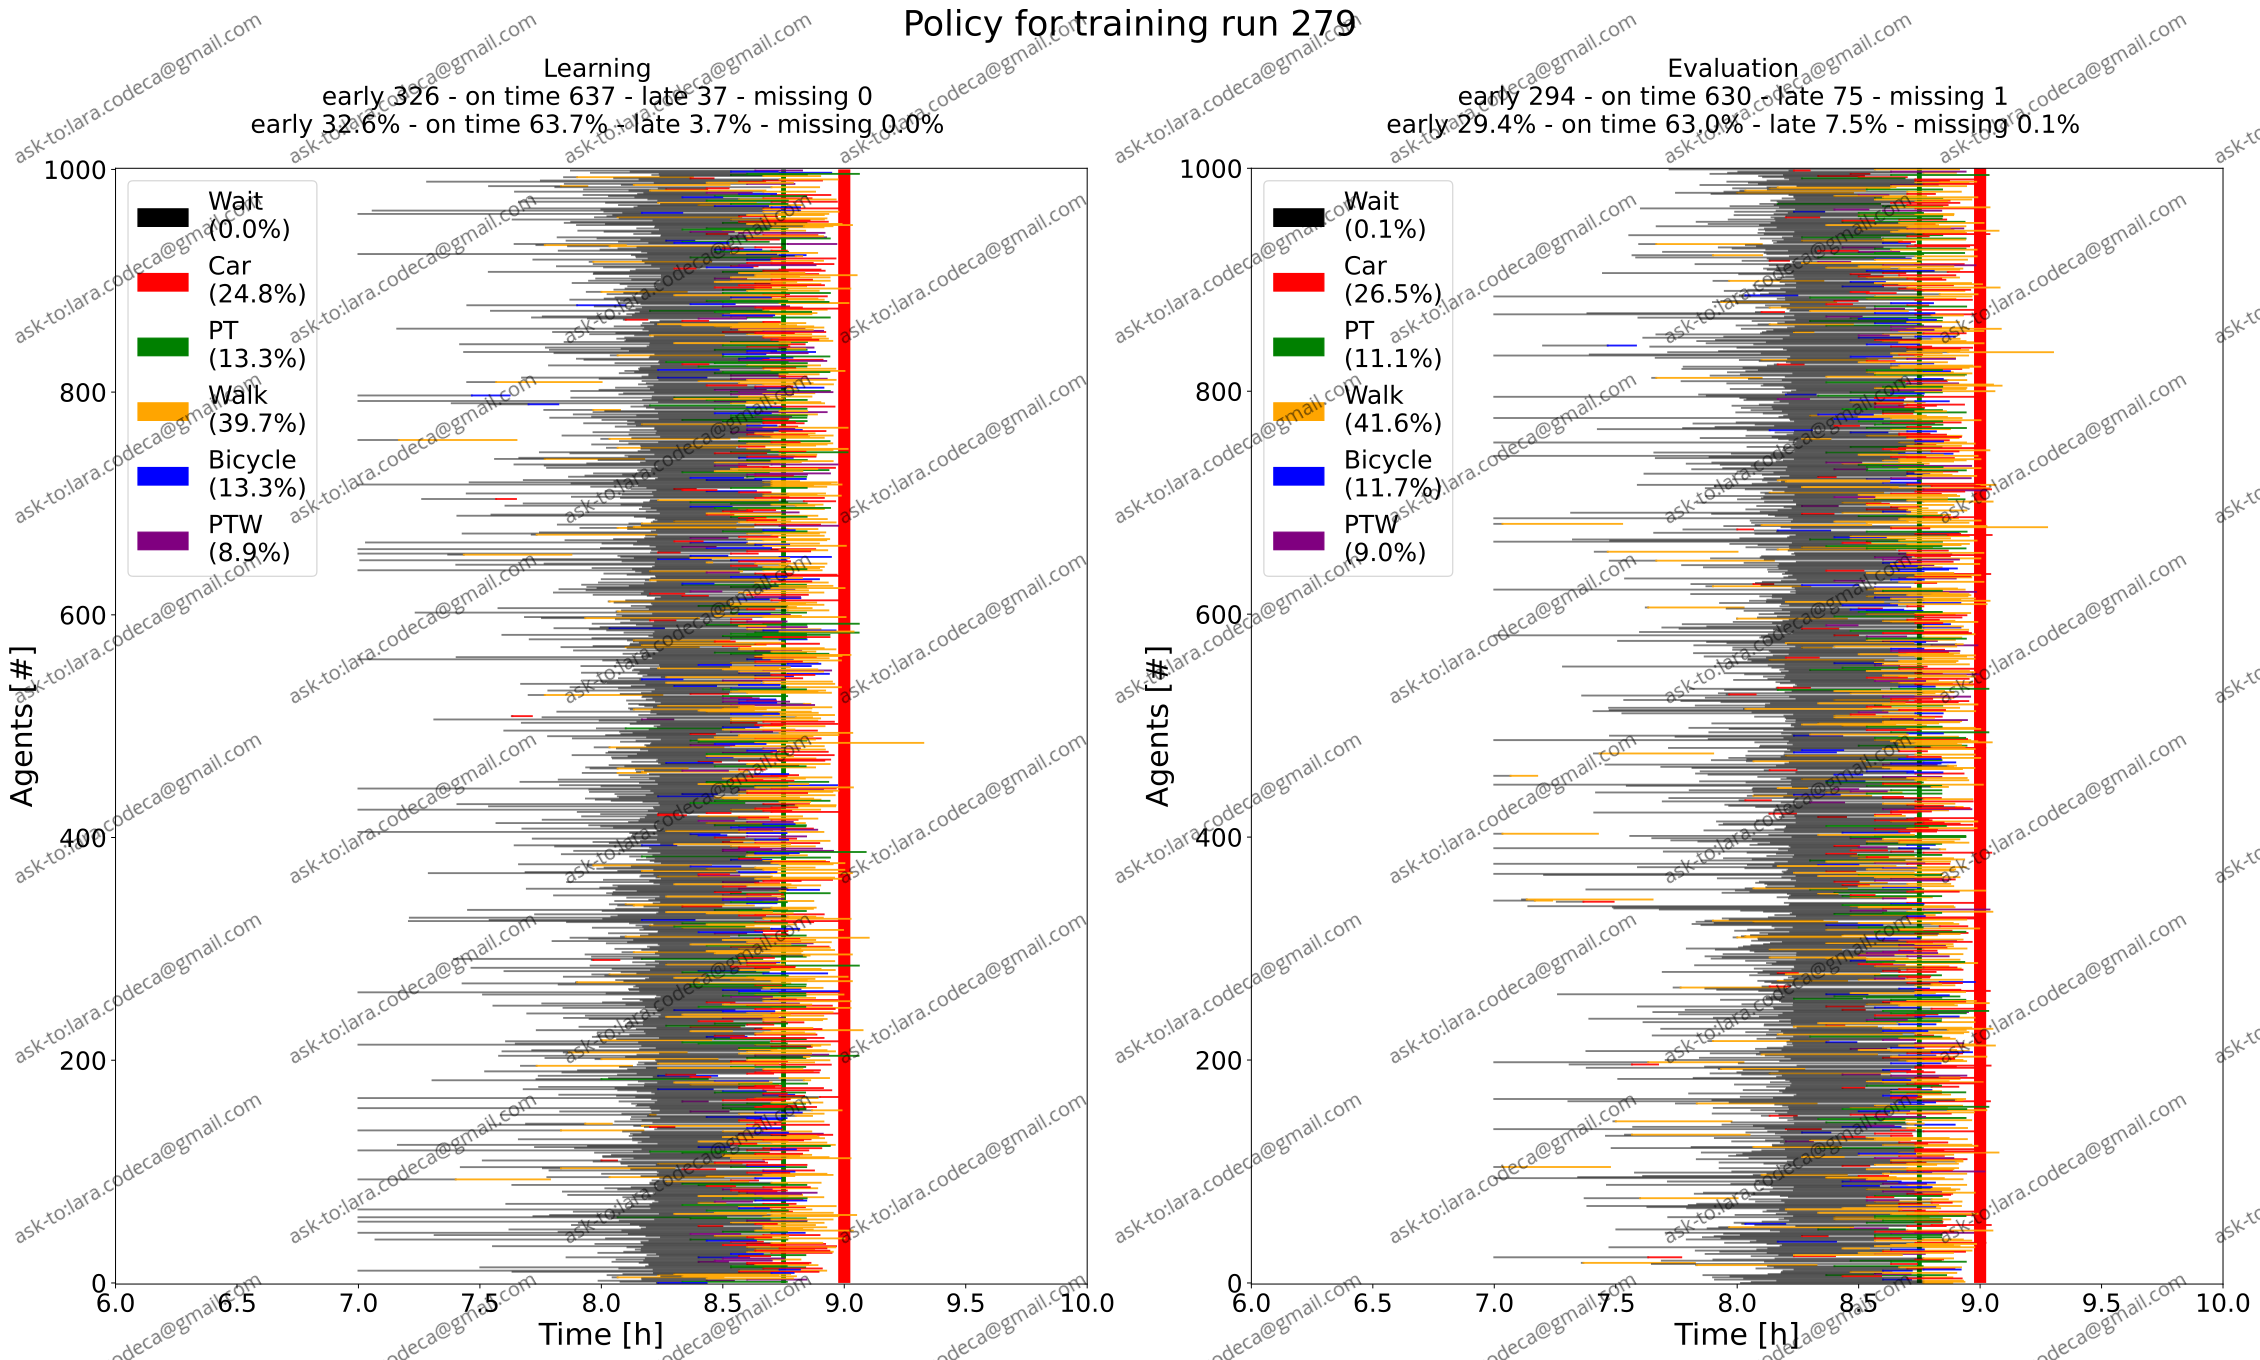 Policy for training run 279
Learning
early 326 - on time 637 - late 37 - missing 0
early 32.6% - on time 63.7% - late 3.7% - missing 0.0%
1000
800
600
400
200
0
Agents [#]
Wait
(0.0%)
Car
(24.8%)
PT
(13.3%)
Walk
(39.7%)
Bicycle
(13.3%)
PTW
(8.9%)
6.0 6.5 7.0 7.5 8.0 8.5 9.0 9.5 10.0
Time [h]
Evaluation
early 294 - on time 630 - late 75 - missing 1
early 29.4% - on time 63.0% - late 7.5% - missing 0.1%
1000
800
600
400
200
0
Agents [#]
Wait
(0.1%)
Car
(26.5%)
PT
(11.1%)
Walk
(41.6%)
Bicycle
(11.7%)
PTW
(9.0%)
6.0 6.5 7.0 7.5 8.0 8.5 9.0 9.5 10.0
Time [h]
ask-to:lara.codeca@gmail.com